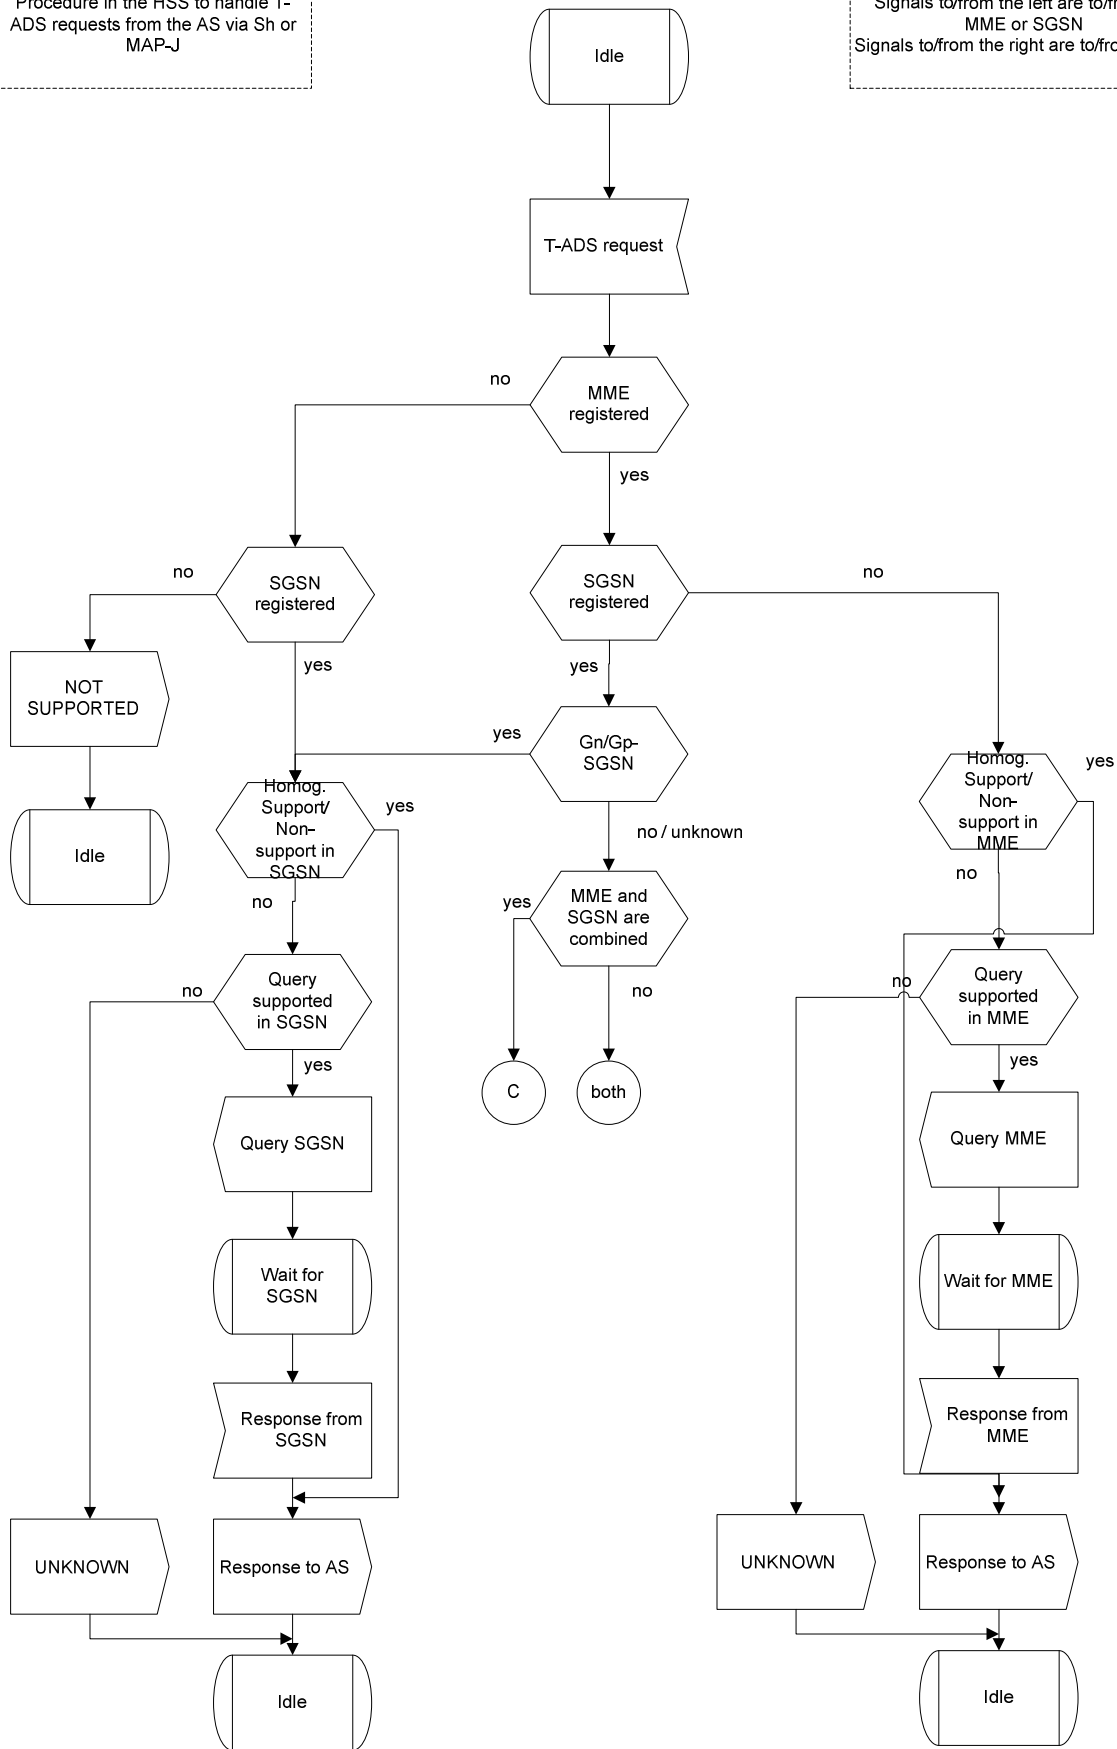 Procedure in the HSS to handle T-
ADS requests from the AS via Sh or
MAP-J
Signals to/from the left are to/fr
MME or SGSN
Signals to/from the right are to/fro
Idle
T-ADS request
no
MME
registered
yes
no
SGSN
registered
yes
SGSN
registered
no
yes
NOT
SUPPORTED
Idle
yes
Gn/Gp-
SGSN
no / unknown
Homog.
Support/
Non-
support in
SGSN
yes
no
Homog.
Support/
Non-
support in
MME
yes
no
yes
MME and
SGSN are
combined
no
C
both
no
Query
supported
in SGSN
yes
no
Query
supported
in MME
yes
Query SGSN
Query MME
Wait for
SGSN
Wait for MME
Response from
SGSN
Response from
MME
UNKNOWN
Response to AS
UNKNOWN
Response to AS
Idle
Idle